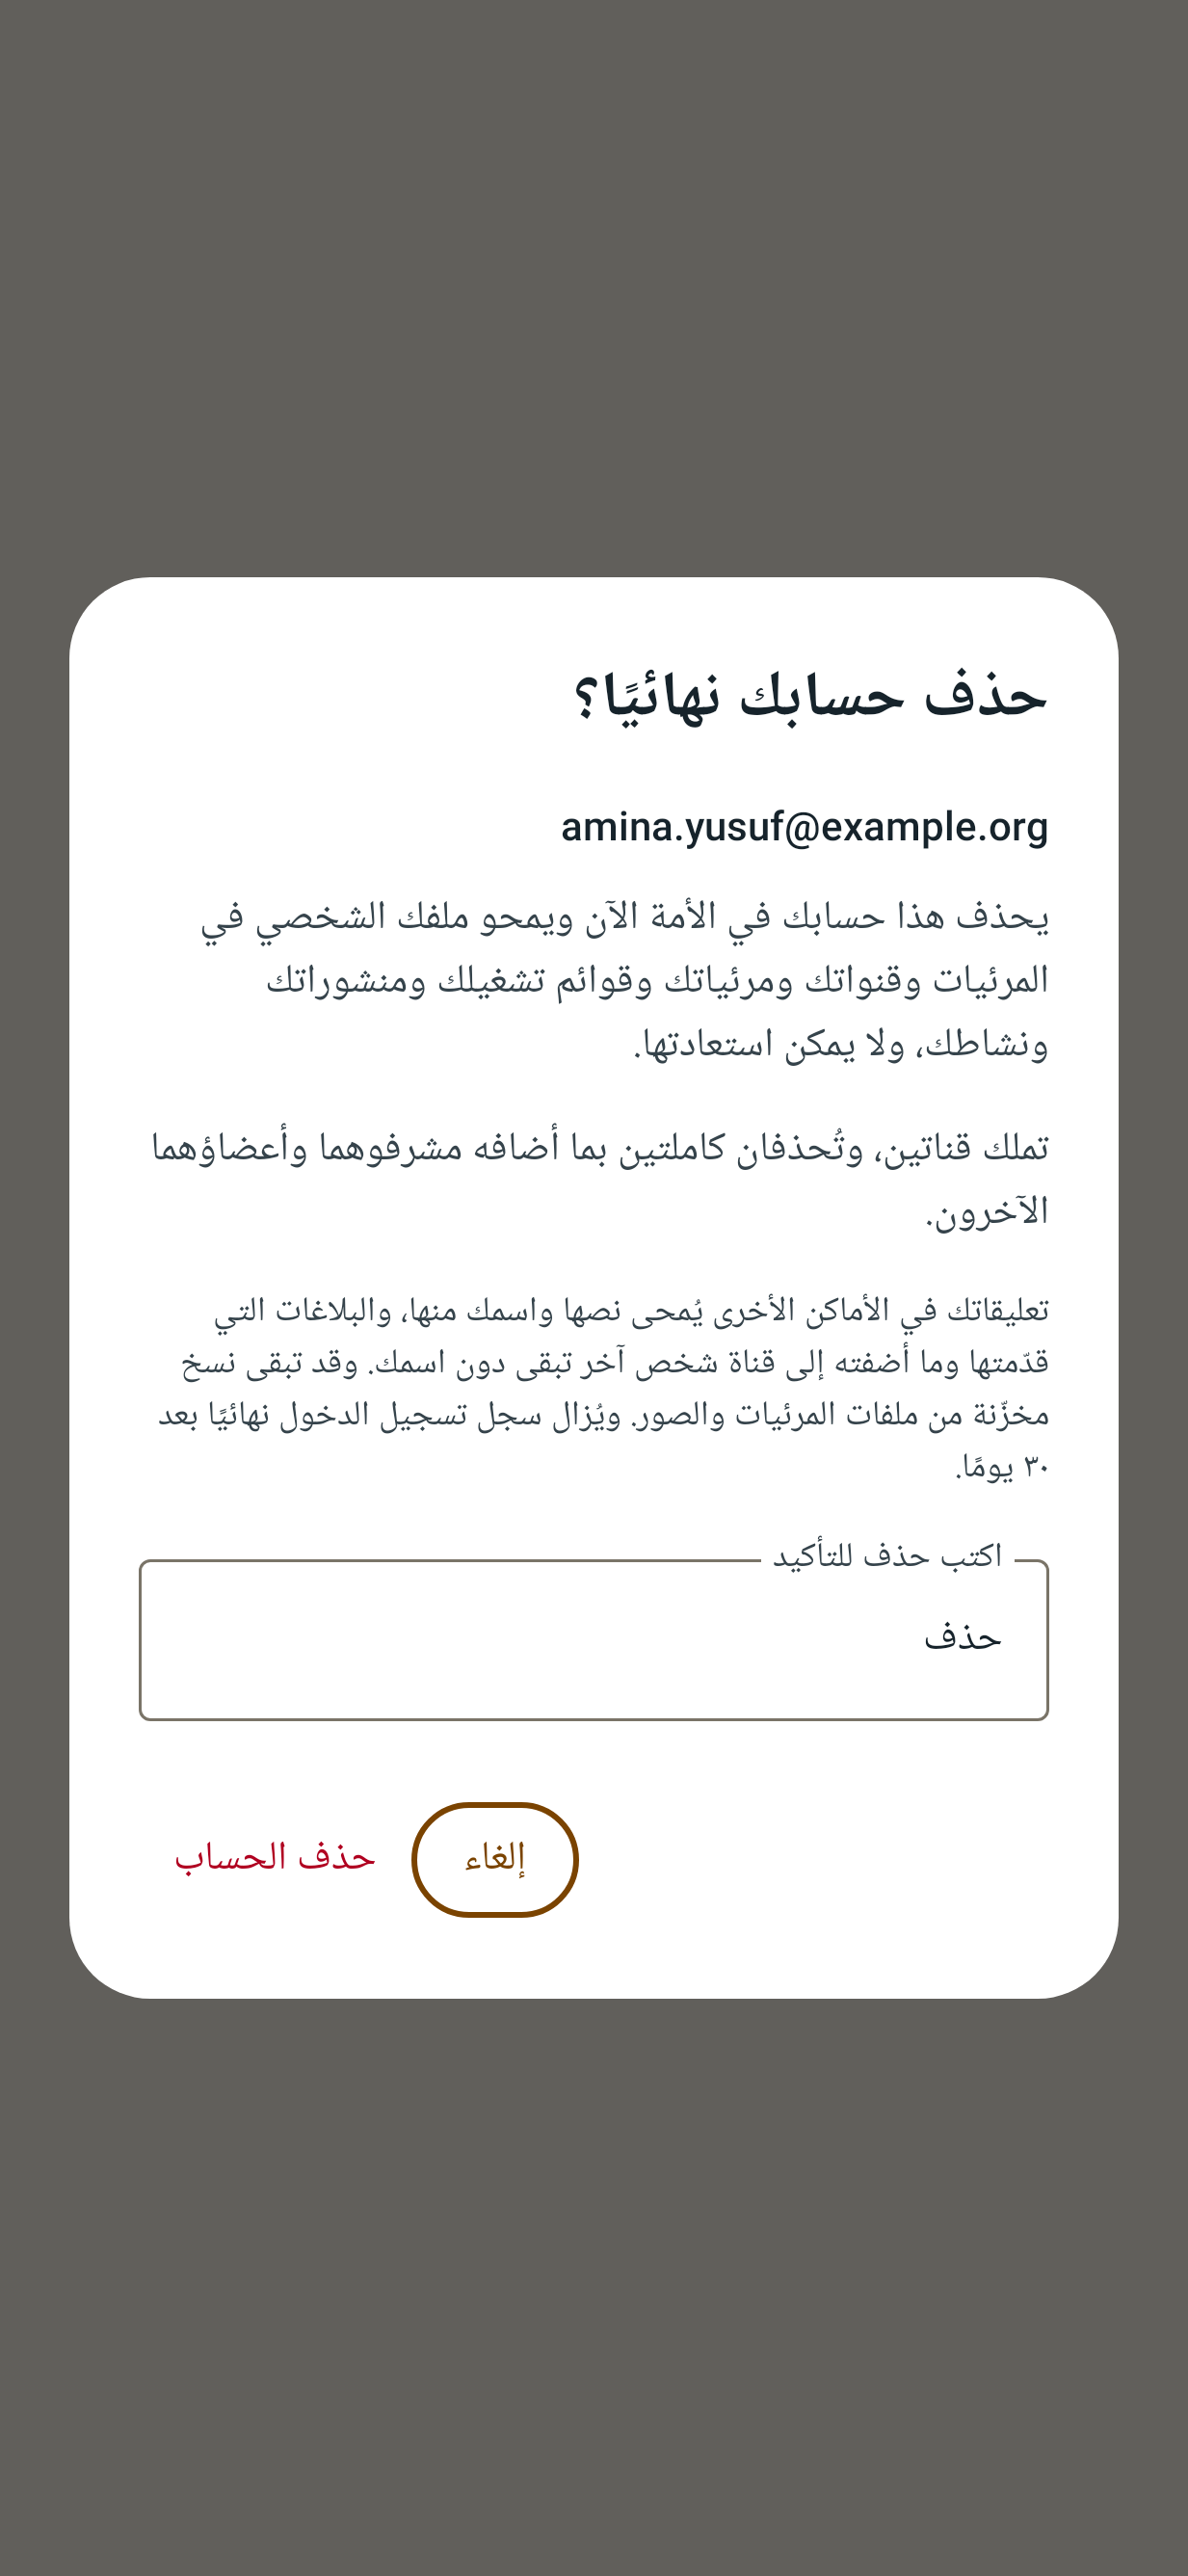 حذف حسابك نهائيًا؟
amina.yusuf@example.org
يحذف هذا حسابك في الأمة الآن ويمحو ملفك الشخصي في
المرئيات وقنواتك ومرئياتك وقوائم تشغيلك ومنشوراتك
ونشاطك، ولا يمكن استعادتها.
تملك قناتين، وتُحذفان كاملتين بما أضافه مشرفوهما وأعضاؤهما
الآخرون.
تعليقاتك في الأماكن الأخرى يُمحى نصها واسمك منها، والبلاغات التي
قدّمتها وما أضفته إلى قناة شخص آخر تبقى دون اسمك. وقد تبقى نسخ
مخزّنة من ملفات المرئيات والصور. ويُزال سجل تسجيل الدخول نهائيًا بعد
٣٠ يومًا.
اكتب حذف للتأكيد
حذف
إلغاء
حذف الحساب